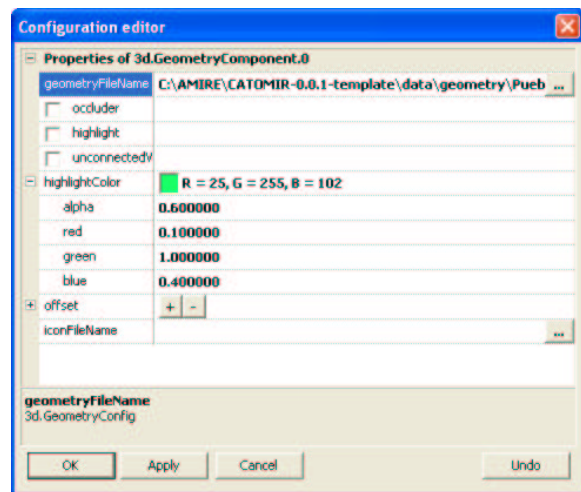 Configuration editor
Properties of 3d.GeometryComponent.0
geometryFileName C:\AMIRE\CATOMIR-0.0.1-template\data\geometry\Pueb ...
occluder
highlight
unconnectedV
highlightColor R = 25, G = 255, B = 102
alpha 0.600000
red 0.100000
green 1.000000
blue 0.400000
offset + -
iconFileName ...
geometryFileName
3d.GeometryConfig
OK Apply Cancel Undo